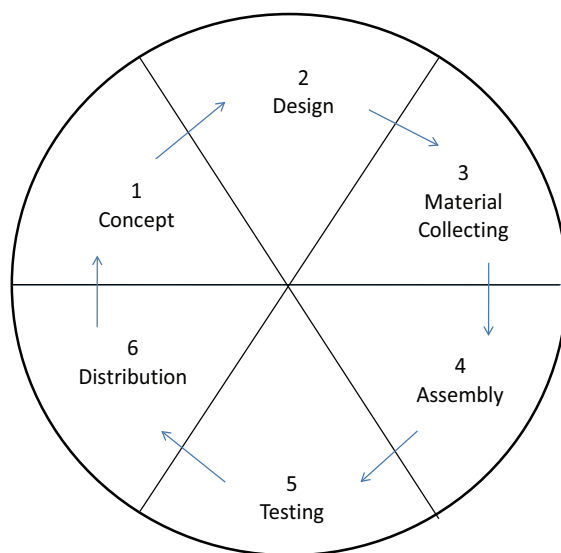 1
Concept
2
Design
3
Material
Collecting
4
Assembly
5
Testing
6
Distribution